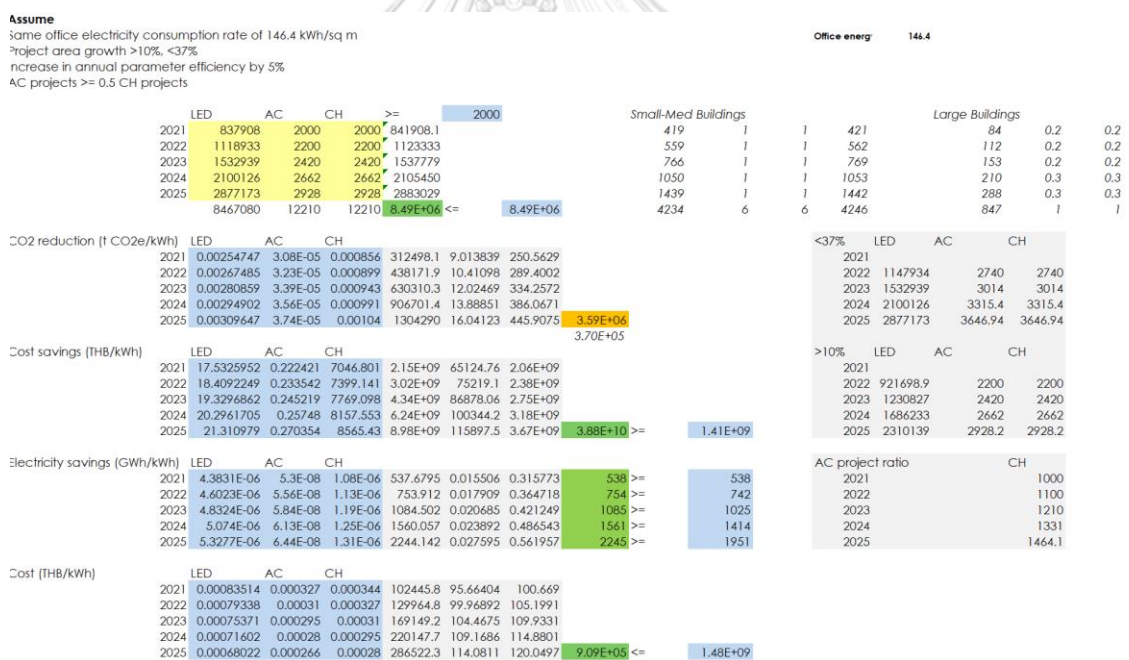 Assume
Same office electricity consumption rate of 146.4 kWh/sq m Office energy 146.4
Project area growth >10%, <37%
ncrease in annual parameter efficiency by 5%
AC projects >= 0.5 CH projects
LED AC CH >= 2000 Small-Med Buildings Large Buildings
2021 837908 2000 2000 841908.1 419 1 1 421 84 0.2 0.2
2022 1118933 2200 2200 1123333 559 1 1 562 112 0.2 0.2
2023 1532939 2420 2420 1537779 766 1 1 769 153 0.2 0.2
2024 2100126 2662 2662 2105450 1050 1 1 1053 210 0.3 0.3
2025 2877173 2928 2928 2883029 1439 1 1 1442 288 0.3 0.3
8467080 12210 12210 8.49E+06 <= 8.49E+06 4234 6 6 4246 847 1 1
CO2 reduction (t CO2e/kWh) LED AC CH <37% LED AC CH
2021 0.00254747 3.08E-05 0.000856 312498.1 9.013839 250.5629 2021
2022 0.00267485 3.23E-05 0.000899 438171.9 10.41098 289.4002 2022 1147934 2740 2740
2023 0.00280859 3.39E-05 0.000943 630310.3 12.02469 334.2572 2023 1532939 3014 3014
2024 0.00294902 3.56E-05 0.000991 906701.4 13.88851 386.0671 2024 2100126 3315.4 3315.4
2025 0.00309647 3.74E-05 0.00104 1304290 16.04123 445.9075 3.59E+06 2025 2877173 3646.94 3646.94
3.70E+05
Cost savings (THB/kWh) LED AC CH >10% LED AC CH
2021 17.5325952 0.222421 7046.801 2.15E+09 65124.76 2.06E+09 2021
2022 18.4092249 0.233542 7399.141 3.02E+09 75219.1 2.38E+09 2022 921698.9 2200 2200
2023 19.3296862 0.245219 7769.098 4.34E+09 86878.06 2.75E+09 2023 1230827 2420 2420
2024 20.2961705 0.25748 8157.553 6.24E+09 100344.2 3.18E+09 2024 1686233 2662 2662
2025 21.310979 0.270354 8565.43 8.98E+09 115897.5 3.67E+09 3.88E+10 >= 1.41E+09 2025 2310139 2928.2 2928.2
Electricity savings (GWh/kWh) LED AC CH AC project ratio CH
2021 4.3831E-06 5.3E-08 1.08E-06 537.6795 0.015506 0.315773 538 >= 538 2021 1000
2022 4.6023E-06 5.56E-08 1.13E-06 753.912 0.017909 0.364718 754 >= 742 2022 1100
2023 4.8324E-06 5.84E-08 1.19E-06 1084.502 0.020685 0.421249 1085 >= 1025 2023 1210
2024 5.074E-06 6.13E-08 1.25E-06 1560.057 0.023892 0.486543 1561 >= 1414 2024 1331
2025 5.3277E-06 6.44E-08 1.31E-06 2244.142 0.027595 0.561957 2245 >= 1951 2025 1464.1
Cost (THB/kWh) LED AC CH
2021 0.00083514 0.000327 0.000344 102445.8 95.66404 100.669
2022 0.00079338 0.00031 0.000327 129964.8 99.96892 105.1991
2023 0.00075371 0.000295 0.00031 169149.2 104.4675 109.9331
2024 0.00071602 0.00028 0.000295 220147.7 109.1686 114.8801
2025 0.00068022 0.000266 0.00028 286522.3 114.0811 120.0497 9.09E+05 <= 1.48E+09